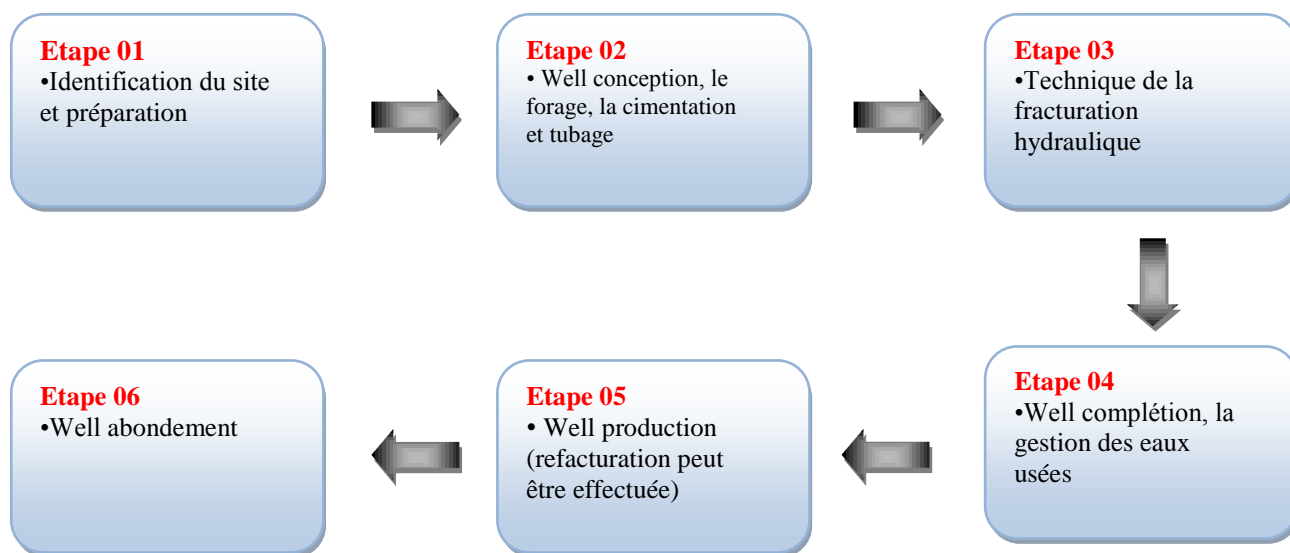 Etape 01
•Identification du site
et préparation
Etape 02
• Well conception, le
forage, la cimentation
et tubage
Etape 03
•Technique de la
fracturation
hydraulique
Etape 04
•Well complétion, la
gestion des eaux
usées
Etape 05
• Well production
(refacturation peut
être effectuée)
Etape 06
•Well abondement